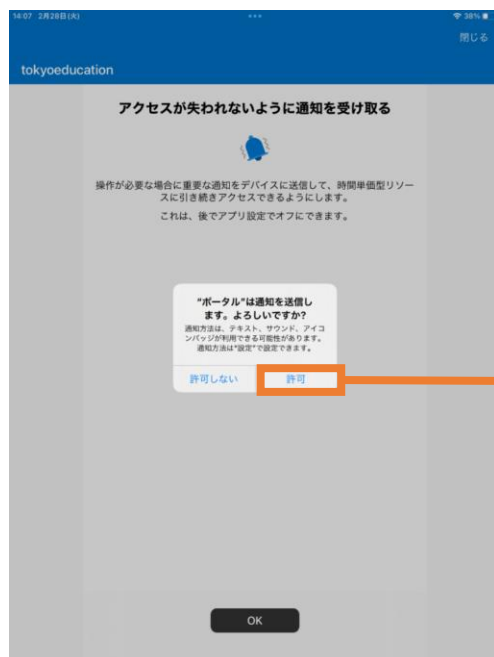 14:07 2月28日(火)
38%
閉じる
tokyoeducation
アクセスが失われないように通知を受け取る
操作が必要な場合に重要な通知をデバイスに送信して、時間単価型リソー
スに引き続きアクセスできるようにします。
これは、後でアプリ設定でオフにできます。
"ポータル"は通知を送信し
ます。よろしいですか?
通知方法は、テキスト、サウンド、アイコ
ンバッジが利用できる可能性があります。
通知方法は"設定"で設定できます。
許可しない
許可
OK